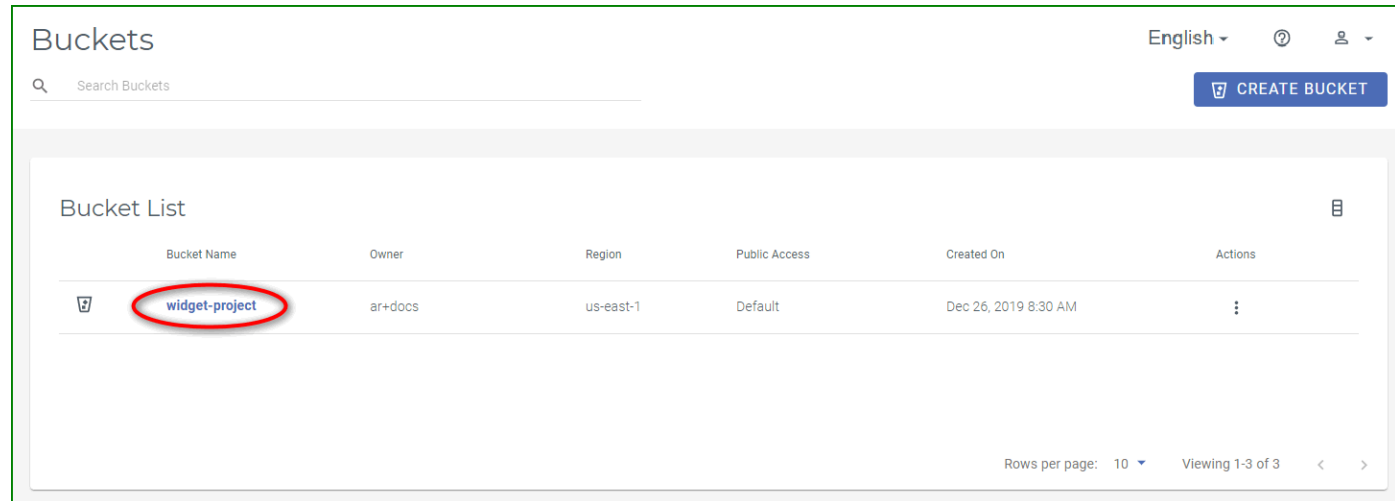 Buckets
English
Search Buckets
CREATE BUCKET
Bucket List
Bucket Name Owner Region Public Access Created On Actions
widget-project ar+docs us-east-1 Default Dec 26, 2019 8:30 AM
Rows per page: 10 Viewing 1-3 of 3